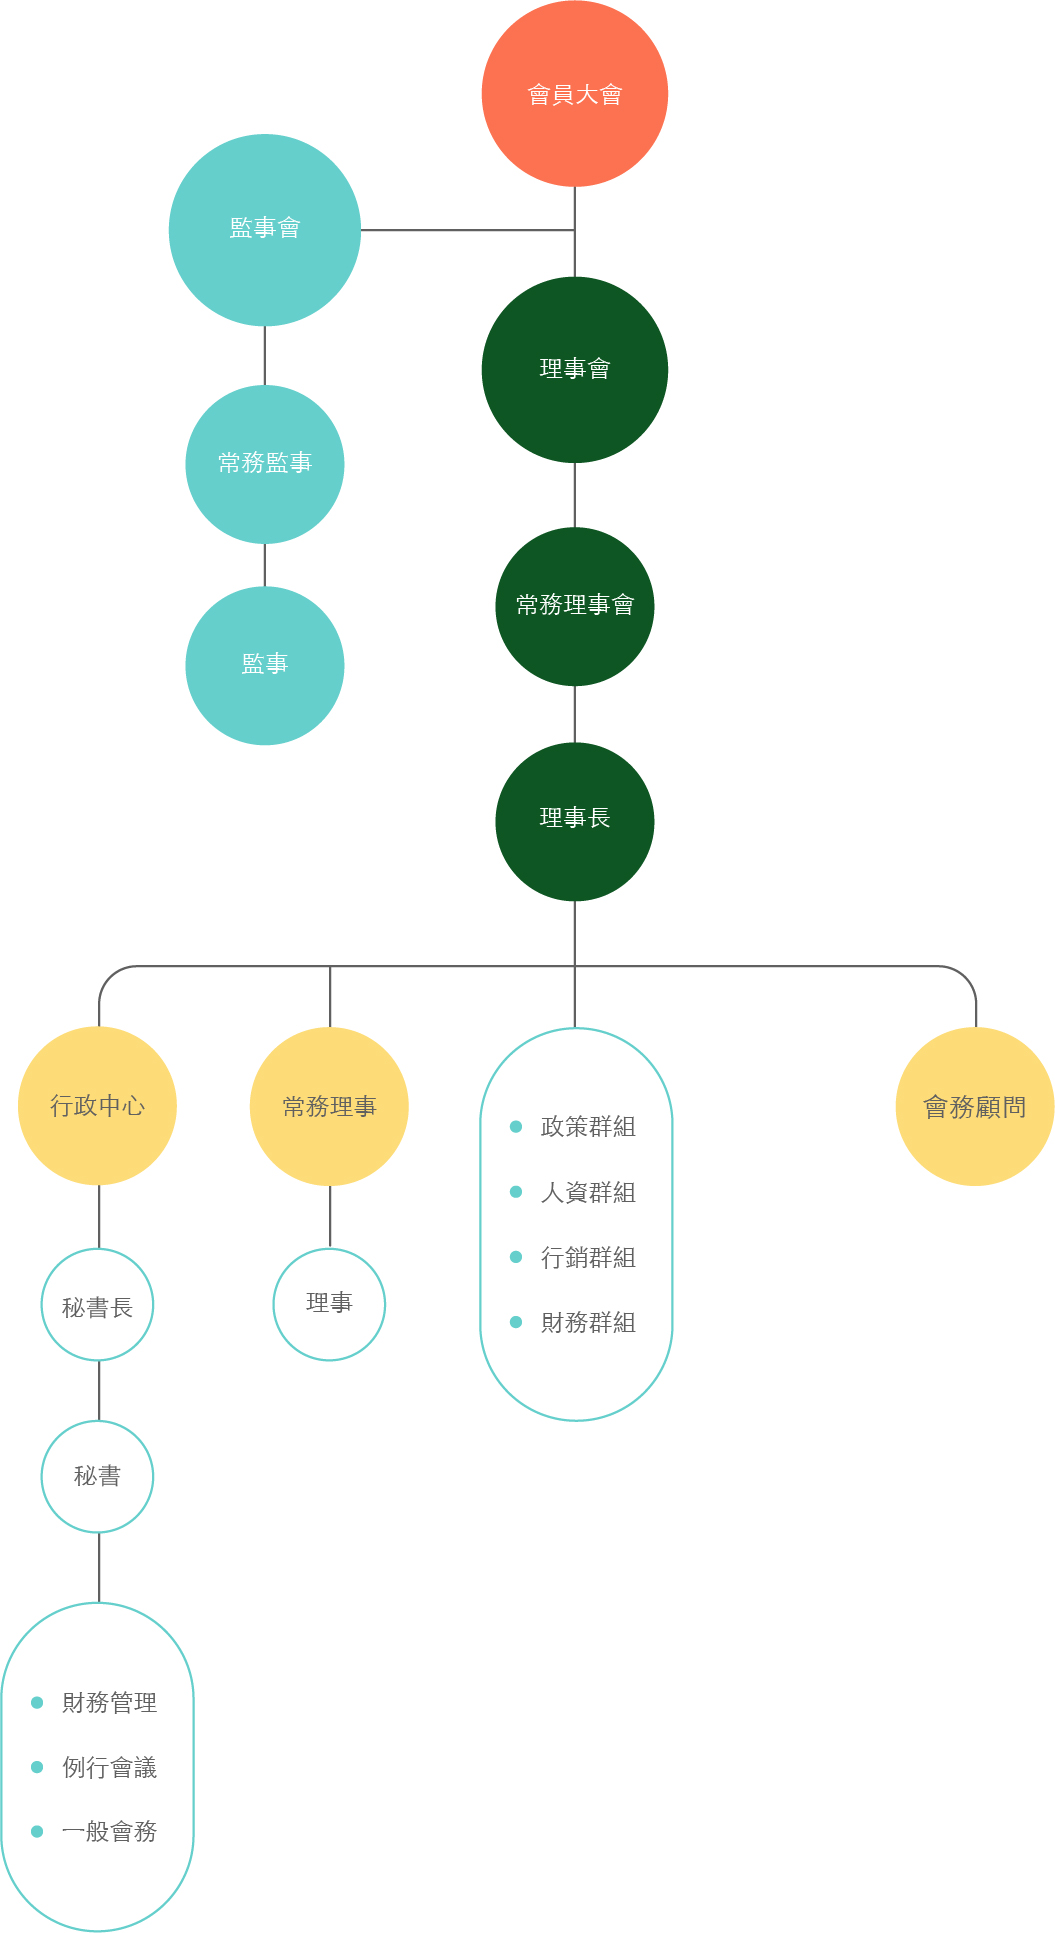 會員大會
監事會
理事會
常務監事
常務理事會
監事
理事長
行政中心
常務理事
政策群組
人資群組
行銷群組
財務群組
會務顧問
秘書長
理事
秘書
財務管理
例行會議
一般會務